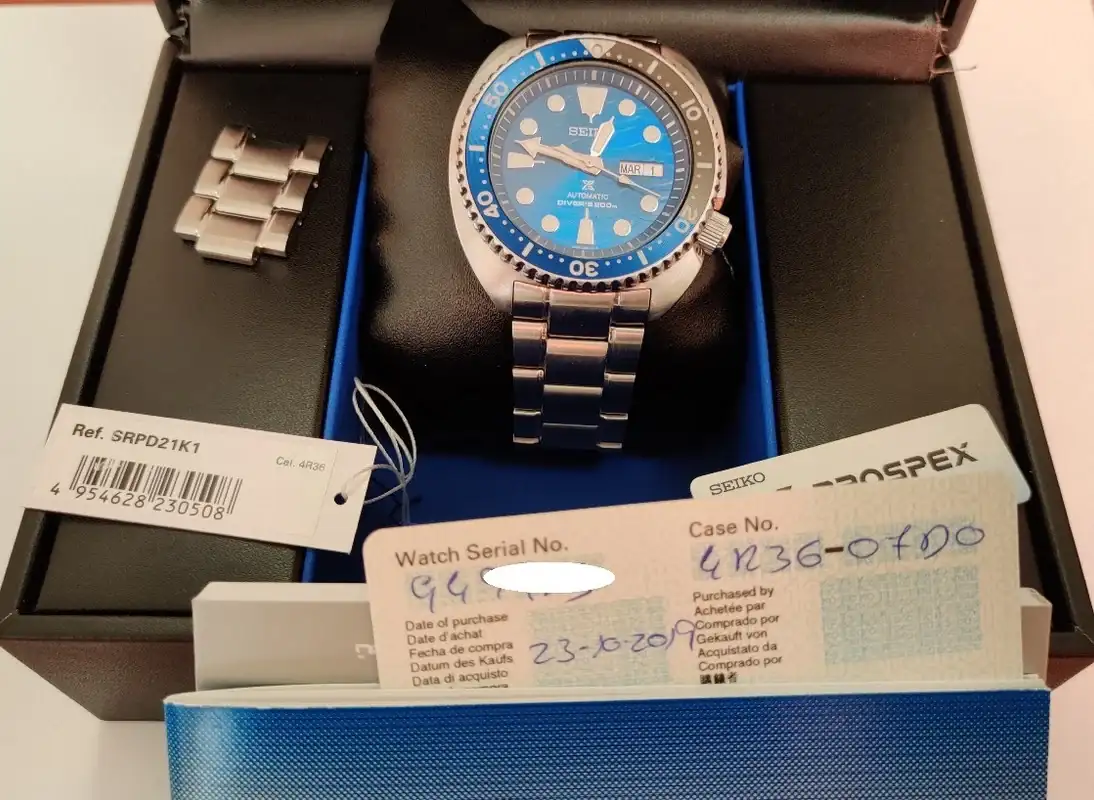 50
10
SEIKO
MAR 1
AUTOMATIC
DIVER'S 200m
40
20
30
Ref. SRPD21K1
Cal. 4R36
4 954628 230508
SEIKO
PROSPEX
Watch Serial No.
Case No.
4R36-07D0
Date of purchase
Date d'achat
Fecha de compra
Datum des Kaufs
Data di acquisto
23-10-2019
Purchased by
Achetée par
Comprado por
Gekauft von
Acquistato da
Comprado por